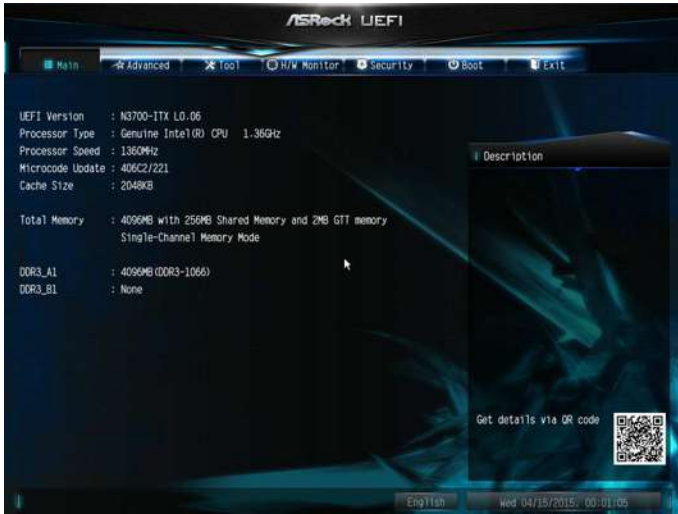 ASRock UEFI
Main Advanced Tool H/W Monitor Security Boot Exit
UEFI Version : N3700-ITX L0.06
Processor Type : Genuine Intel(R) CPU 1.36GHz
Processor Speed : 1360MHz
Microcode Update : 406C2/221
Cache Size : 2048KB
Total Memory : 4096MB with 256MB Shared Memory and 2MB GTT memory
Single-Channel Memory Mode
DDR3_A1 : 4096MB(DDR3-1066)
DDR3_B1 : None
Description
Get details via QR code
English Wed 04/15/2015. 00:01:05